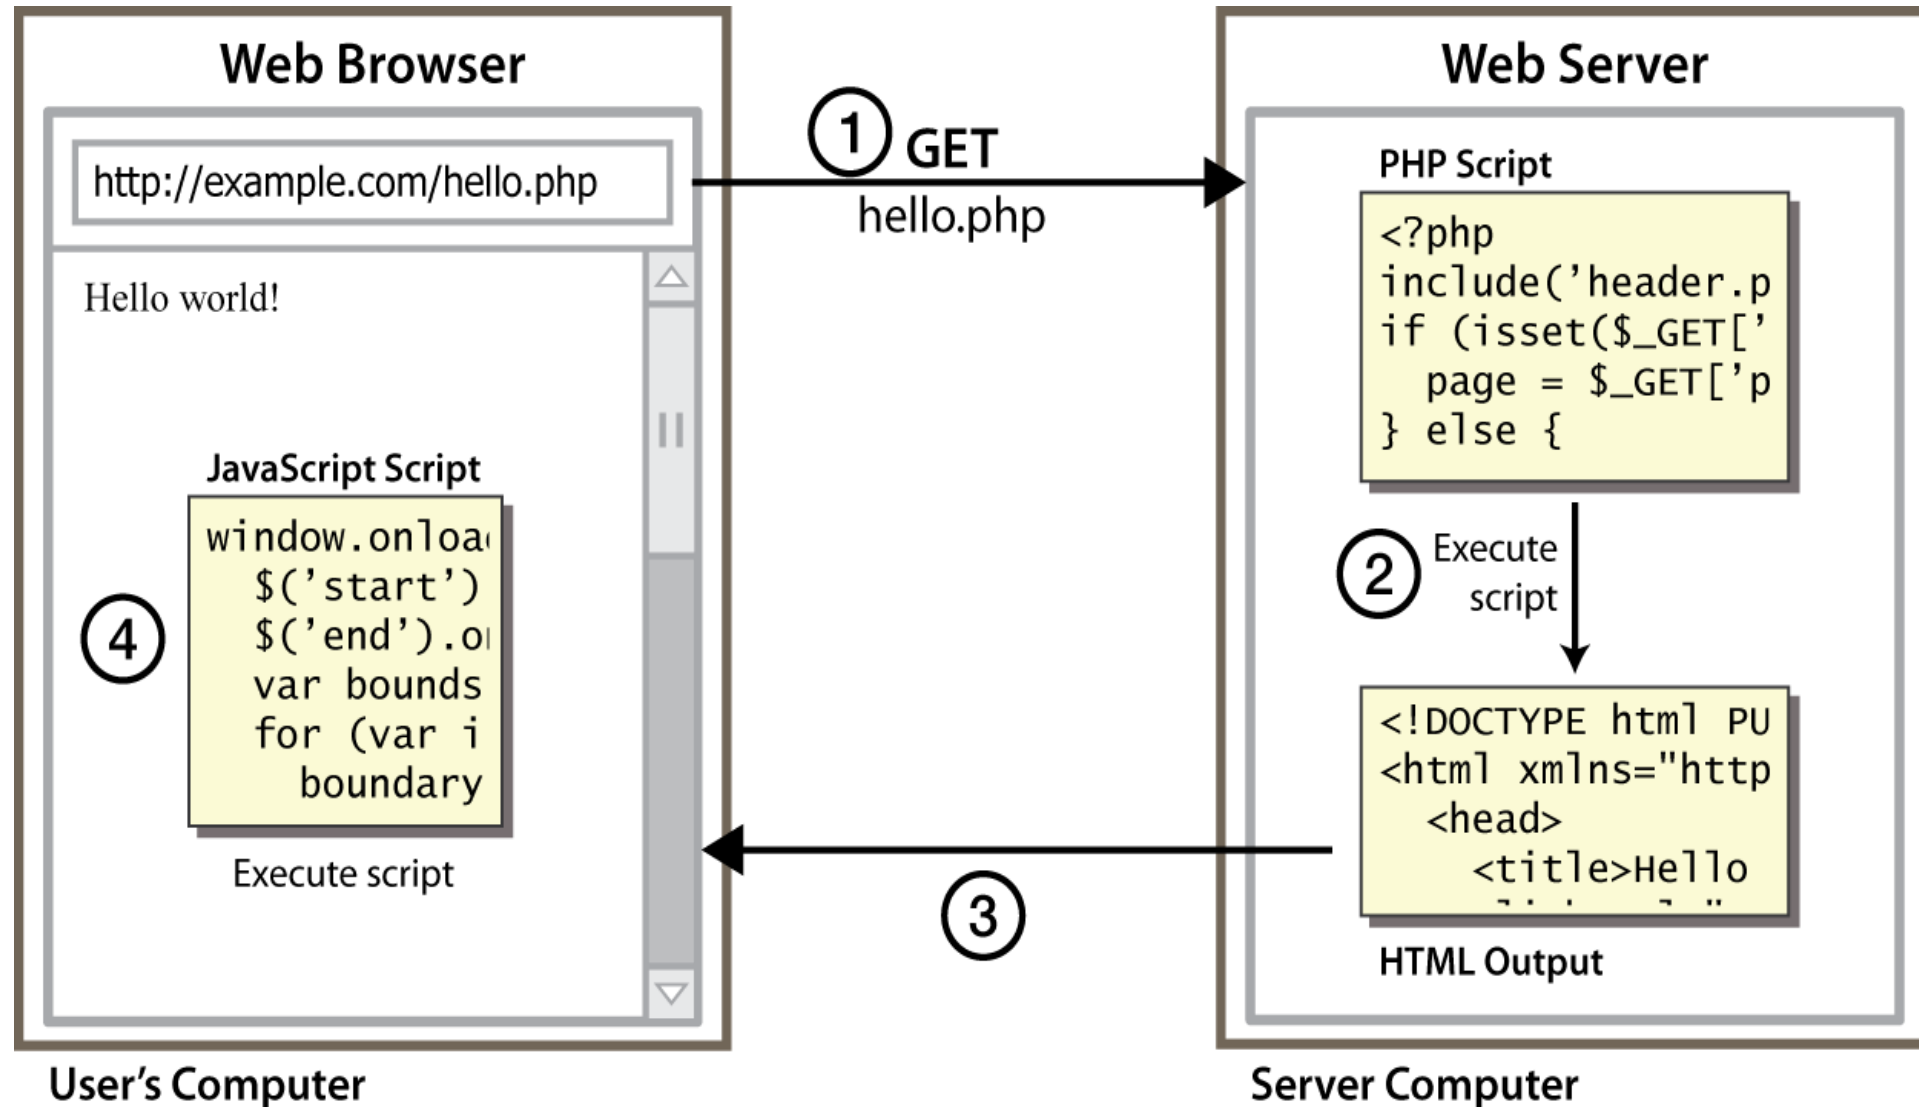 Web Browser
http://example.com/hello.php
Hello world!
JavaScript Script
window.onloa
$('start')
$('end').o
var bounds
for (var i
boundary
4
Execute script
User's Computer
1
GET
hello.php
3
Web Server
PHP Script
<?php
include('header.p
if (isset($_GET['
page = $_GET['p
} else {
2
Execute
script
<!DOCTYPE html PU
<html xmlns="http
<head>
<title>Hello
HTML Output
Server Computer